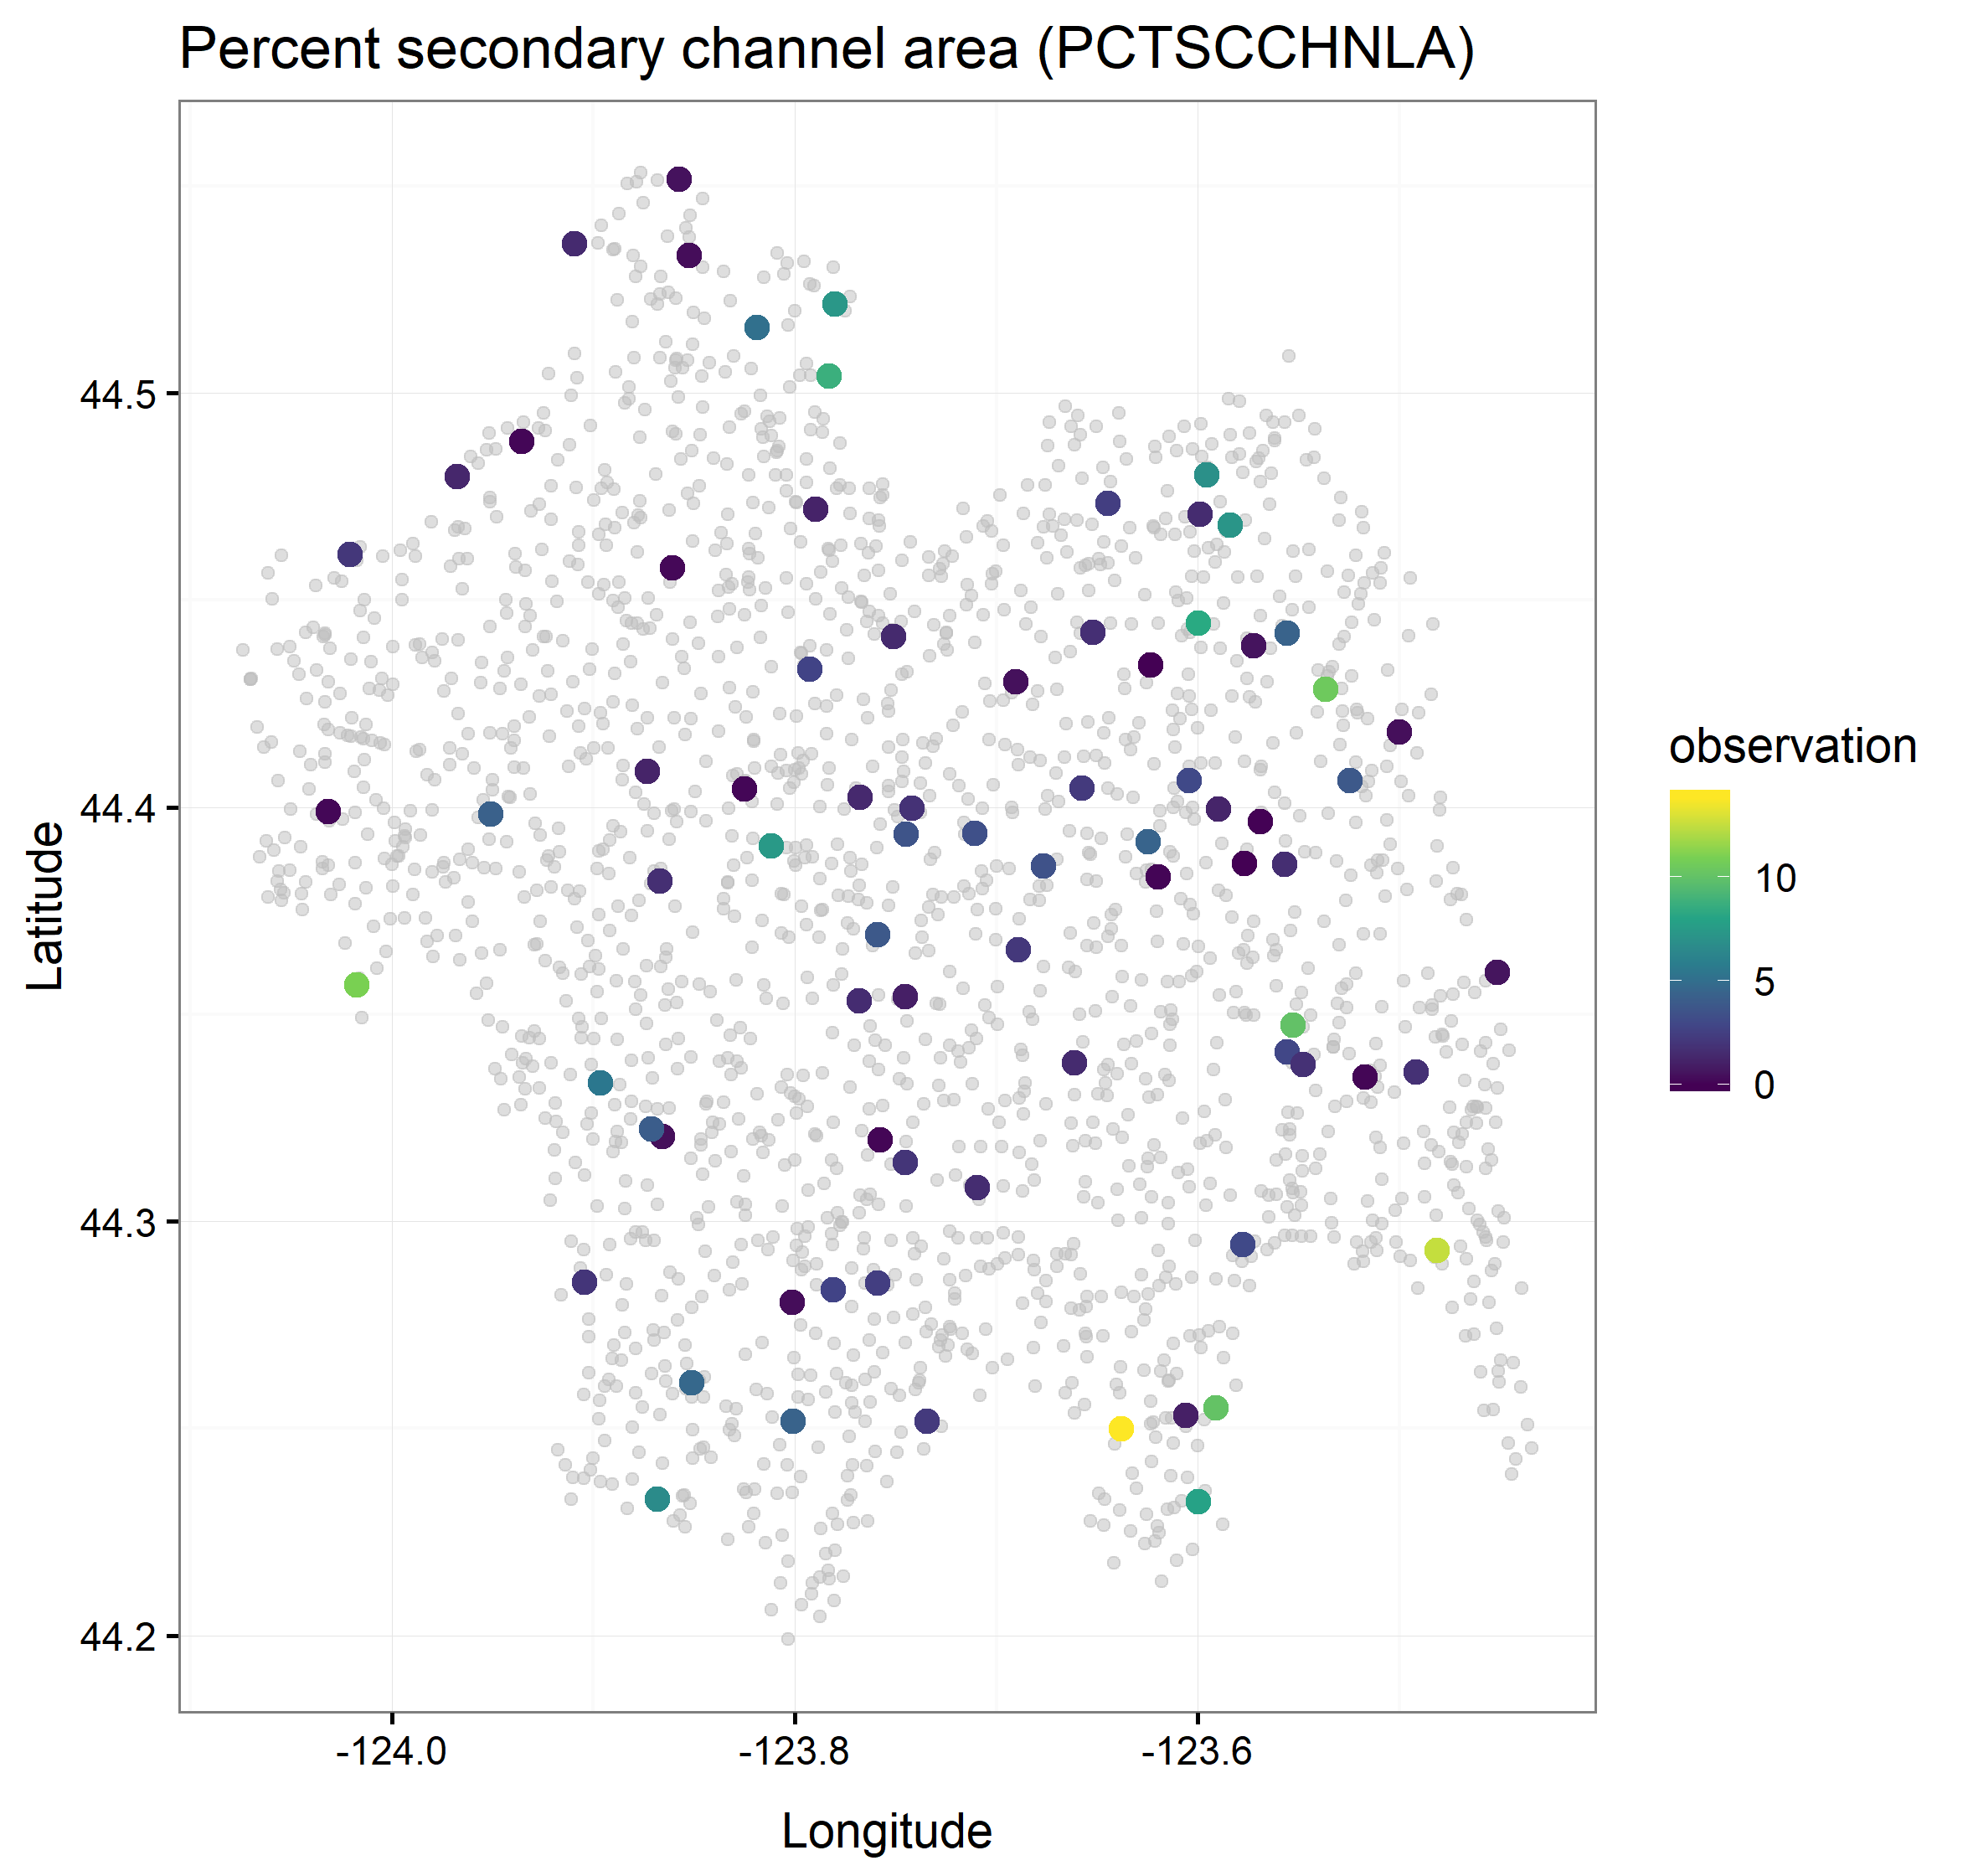 Percent secondary channel area (PCTSCCHNLA)
44.5
44.4
44.3
44.2
Latitude
-124.0
-123.8
-123.6
Longitude
observation
10
5
0